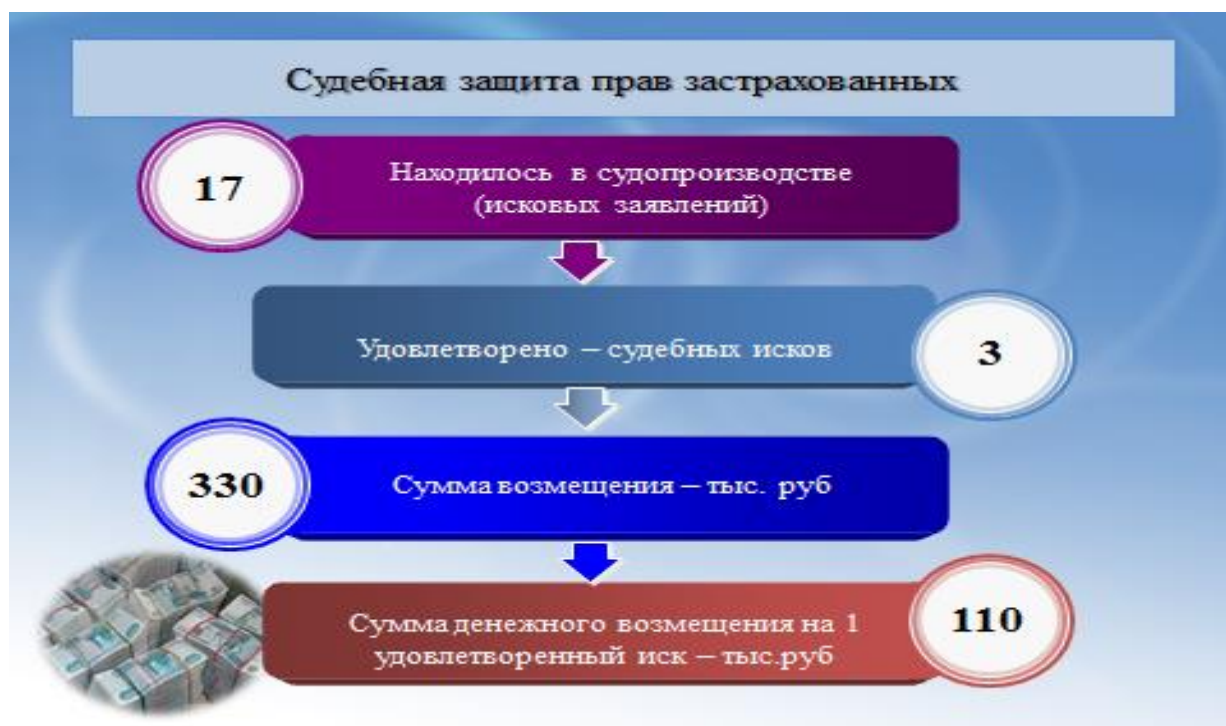 Судебная защита прав застрахованных
17
Находилось в судопроизводстве
(исковых заявлений)
Удовлетворено – судебных исков
3
330
Сумма возмещения – тыс. руб
Сумма денежного возмещения на 1
удовлетворенный иск – тыс.руб
110